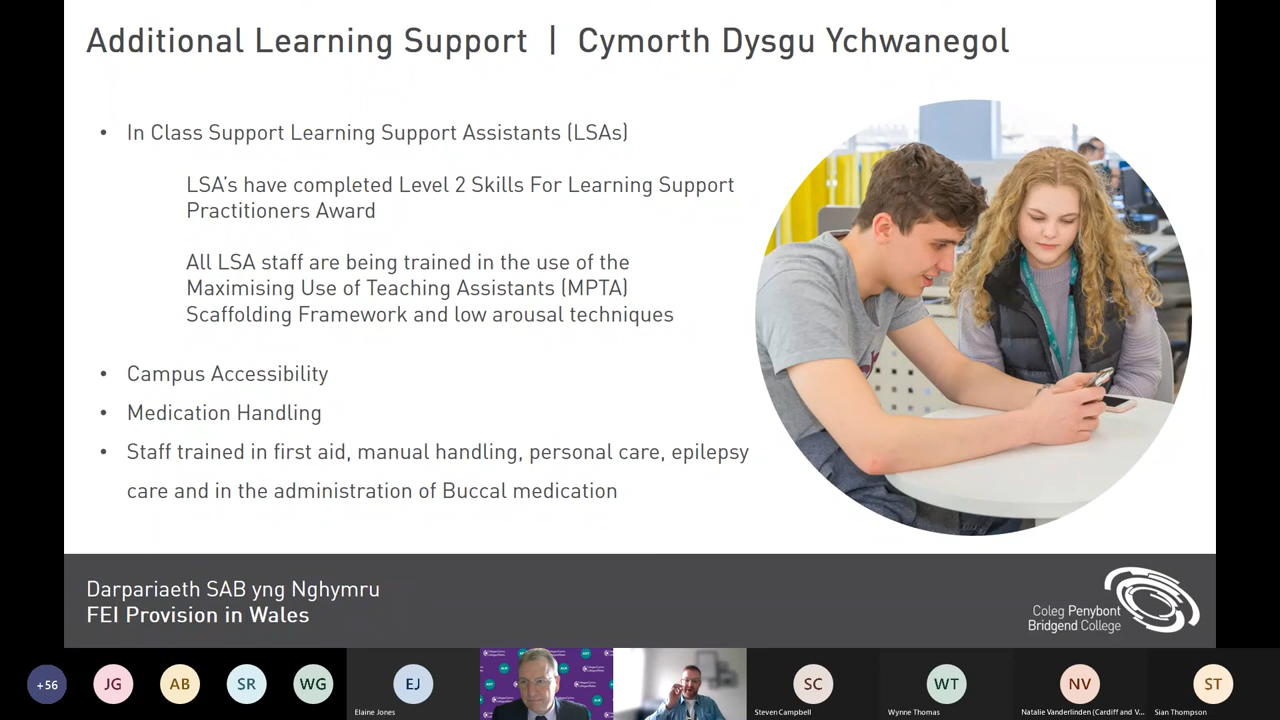 Additional Learning Support | Cymorth Dysgu Ychwanegol
• In Class Support Learning Support Assistants (LSAs)
LSA's have completed Level 2 Skills For Learning Support
Practitioners Award
All LSA staff are being trained in the use of the
Maximising Use of Teaching Assistants (MPTA)
Scaffolding Framework and low arousal techniques
• Campus Accessibility
• Medication Handling
• Staff trained in first aid, manual handling, personal care, epilepsy
care and in the administration of Buccal medication
Darpariaeth SAB yng Nghymru
FEI Provision in Wales
Coleg Penybont
Bridgend College
+56
JG
AB
SR
WG
EJ
Elaine Jones
SC
Steven Campbell
WT
Wynne Thomas
NV
Natalie Vanderlinden (Cardiff and V...
ST
Sian Thompson